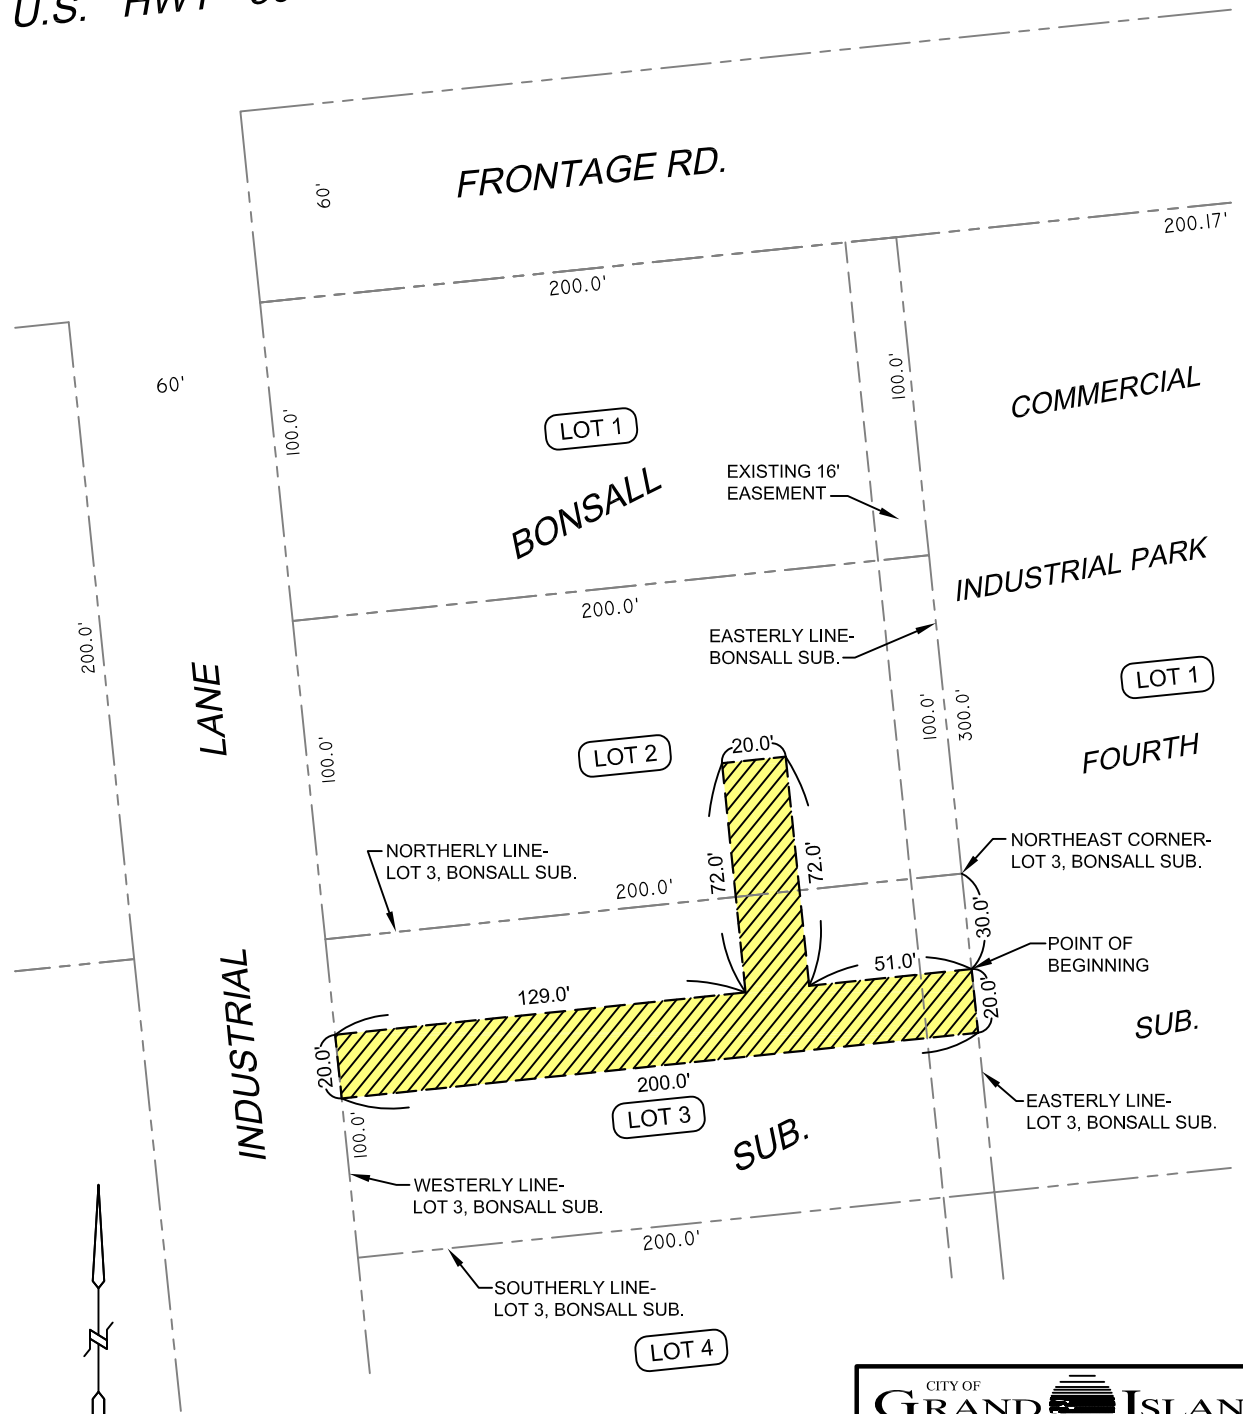 U.S. HWY
60'
FRONTAGE RD.
200.17'
200.0'
60'
100.0'
100.0'
COMMERCIAL
LOT 1
EXISTING 16'
EASEMENT
BONSALL
INDUSTRIAL PARK
200.0'
200.0'
EASTERLY LINE-
BONSALL SUB.
LOT 1
LANE
100.0'
300.0'
100.0'
LOT 2
20.0'
FOURTH
NORTHERLY LINE-
LOT 3, BONSALL SUB.
NORTHEAST CORNER-
LOT 3, BONSALL SUB.
72.0'
72.0'
200.0'
30.0'
POINT OF
BEGINNING
51.0'
129.0'
20.0'
SUB.
INDUSTRIAL
20.0'
200.0'
LOT 3
EASTERLY LINE-
LOT 3, BONSALL SUB.
100.0'
SUB.
WESTERLY LINE-
LOT 3, BONSALL SUB.
200.0'
SOUTHERLY LINE-
LOT 3, BONSALL SUB.
LOT 4
N
CITY OF
GRAND ISLAN